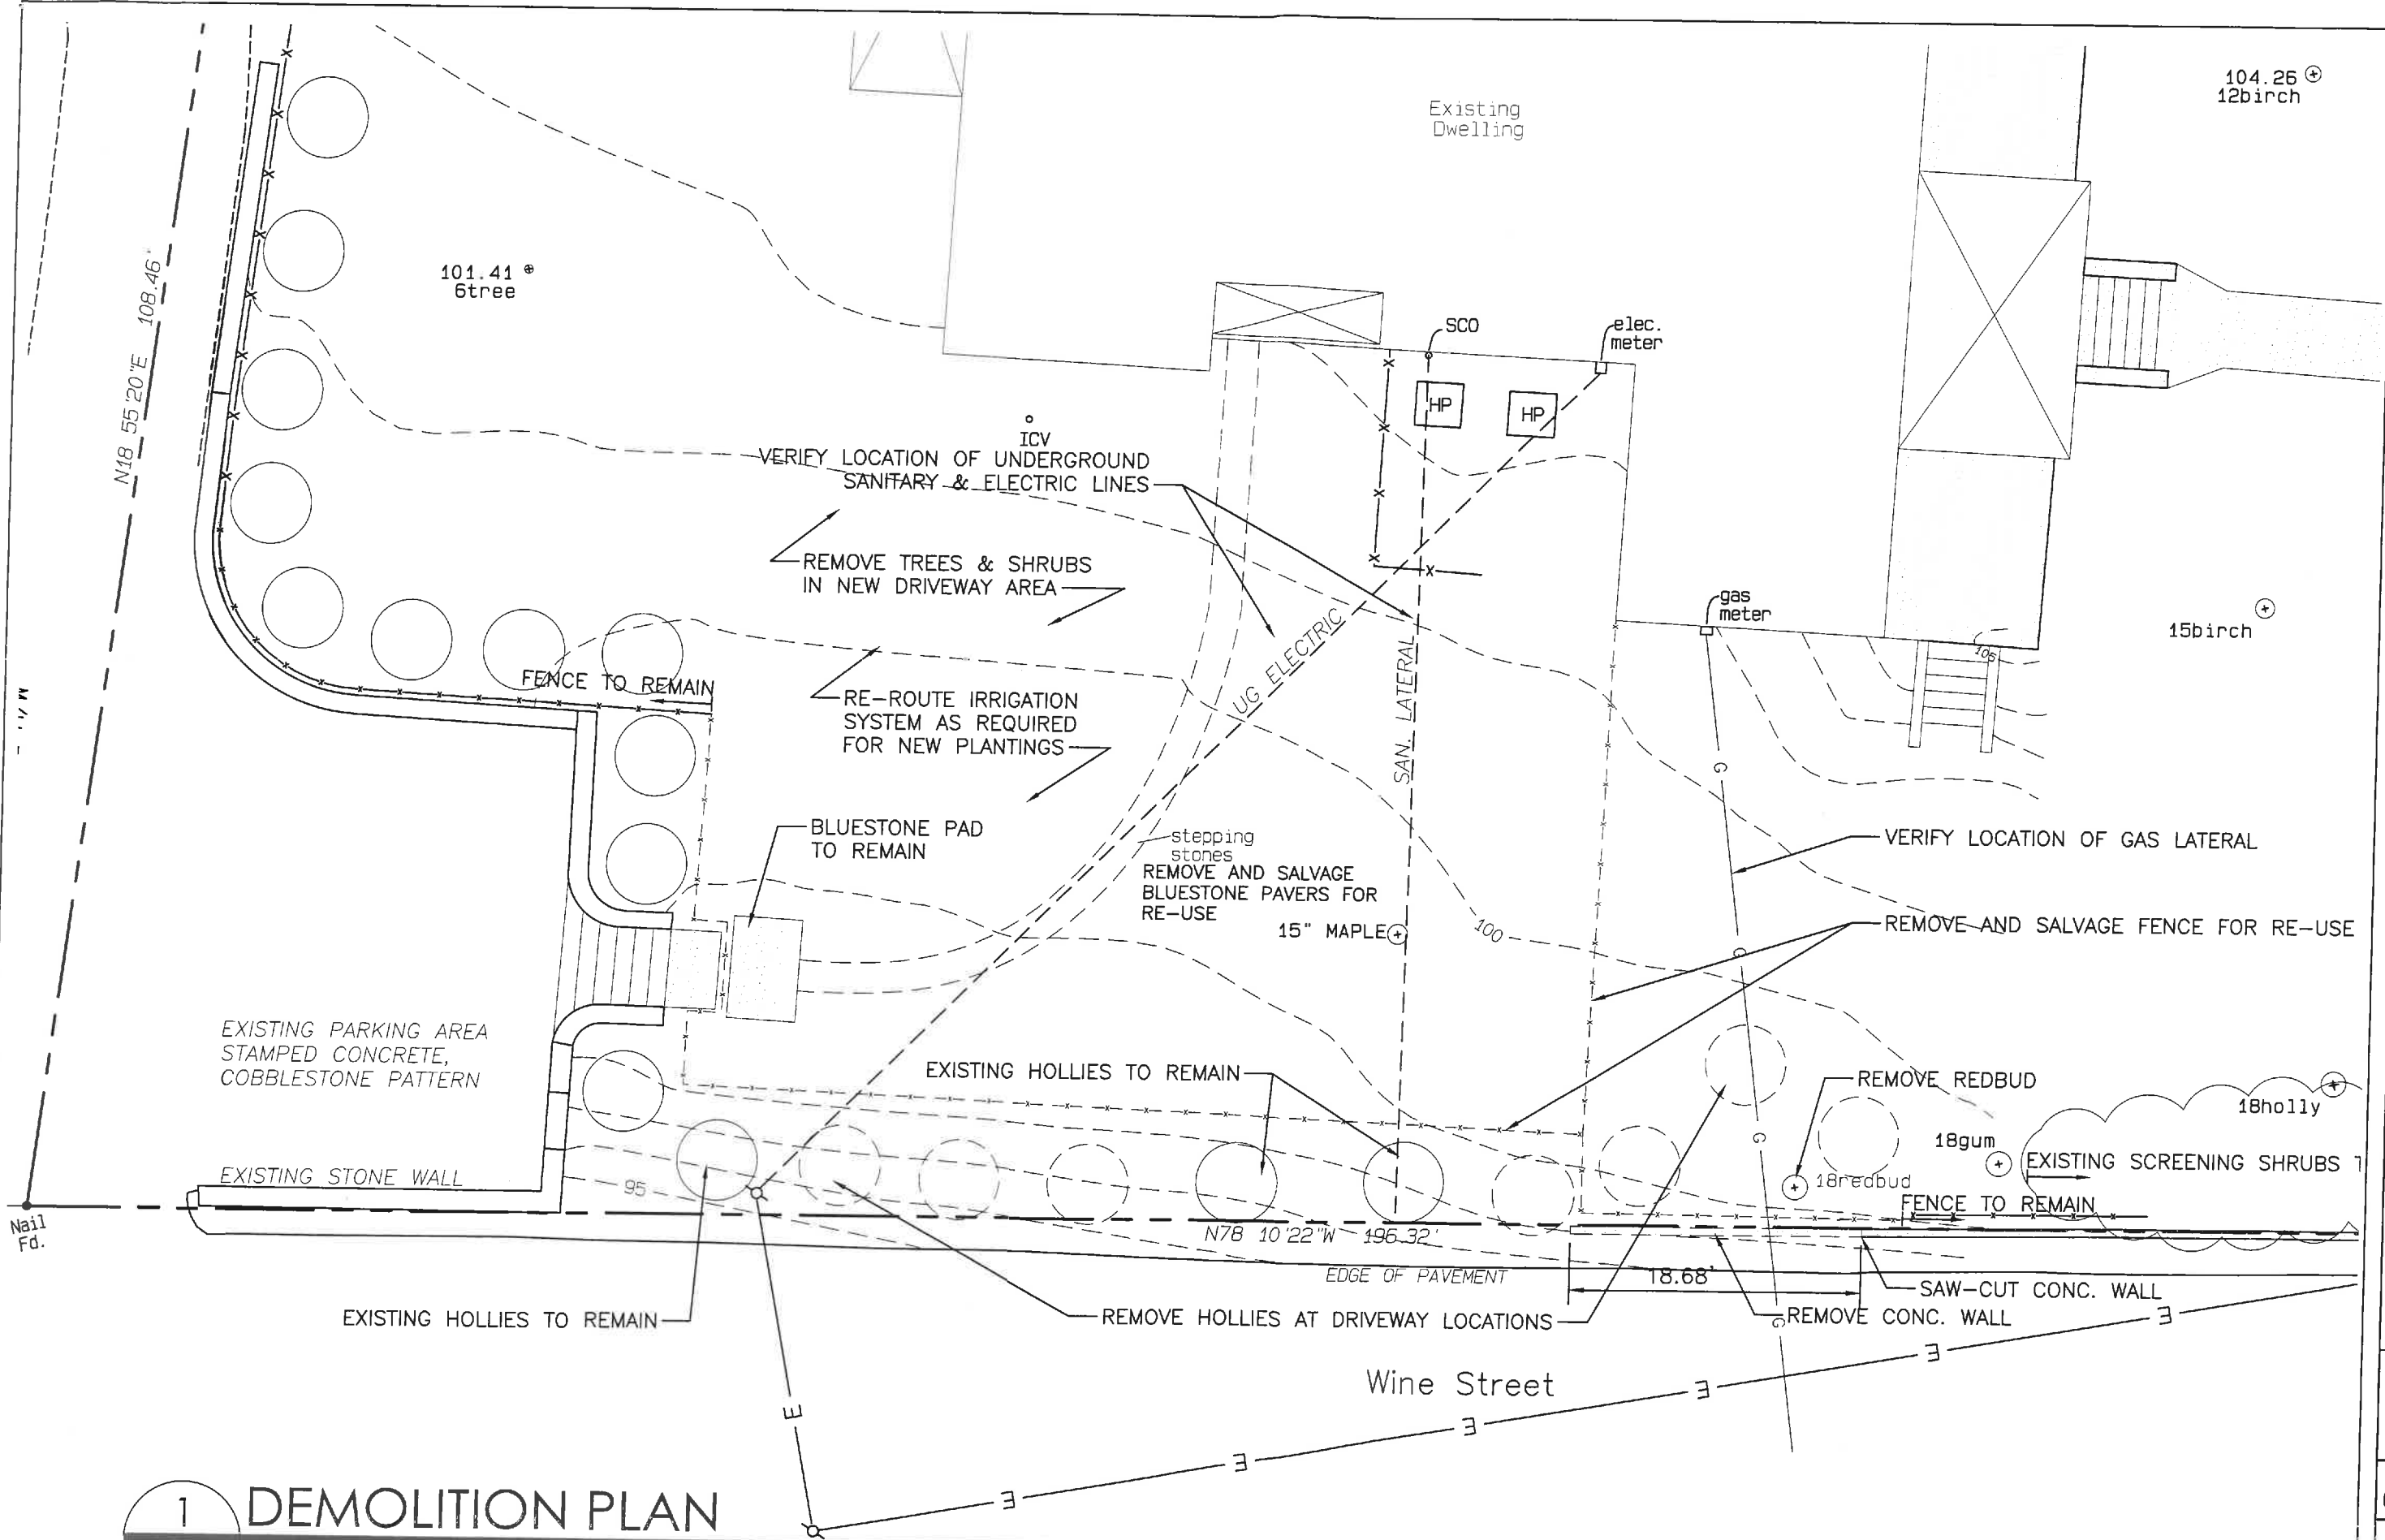 Existing
Dwelling
104.26
12birch
N18 55'20"E 108.46'
101.41
6tree
SCO
elec.
meter
HP
HP
ICV
VERIFY LOCATION OF UNDERGROUND
SANITARY & ELECTRIC LINES
REMOVE TREES & SHRUBS
IN NEW DRIVEWAY AREA
gas
meter
15birch
105
UG ELECTRIC
SAN. LATERAL
FENCE TO REMAIN
RE-ROUTE IRRIGATION
SYSTEM AS REQUIRED
FOR NEW PLANTINGS
G
BLUESTONE PAD
TO REMAIN
stepping
stones
REMOVE AND SALVAGE
BLUESTONE PAVERS FOR
RE-USE
15" MAPLE
100
VERIFY LOCATION OF GAS LATERAL
REMOVE AND SALVAGE FENCE FOR RE-USE
G
EXISTING PARKING AREA
STAMPED CONCRETE,
COBBLESTONE PATTERN
EXISTING HOLLIES TO REMAIN
REMOVE REDBUD
18holly
18gum
G
EXISTING SCREENING SHRUBS
18redbud
EXISTING STONE WALL
95
FENCE TO REMAIN
Nail
Fd.
N78 10'22"W 196.32'
EDGE OF PAVEMENT
18.68'
SAW-CUT CONC. WALL
EXISTING HOLLIES TO REMAIN
REMOVE HOLLIES AT DRIVEWAY LOCATIONS
G
REMOVE CONC. WALL
Wine Street
E
E
E
E
E
E
E
1
DEMOLITION PLAN